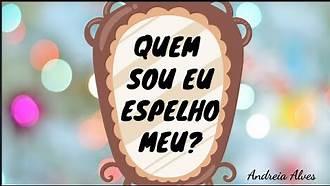 QUEM
SOU EU
ESPELHO
MEU?
Andreia Alves